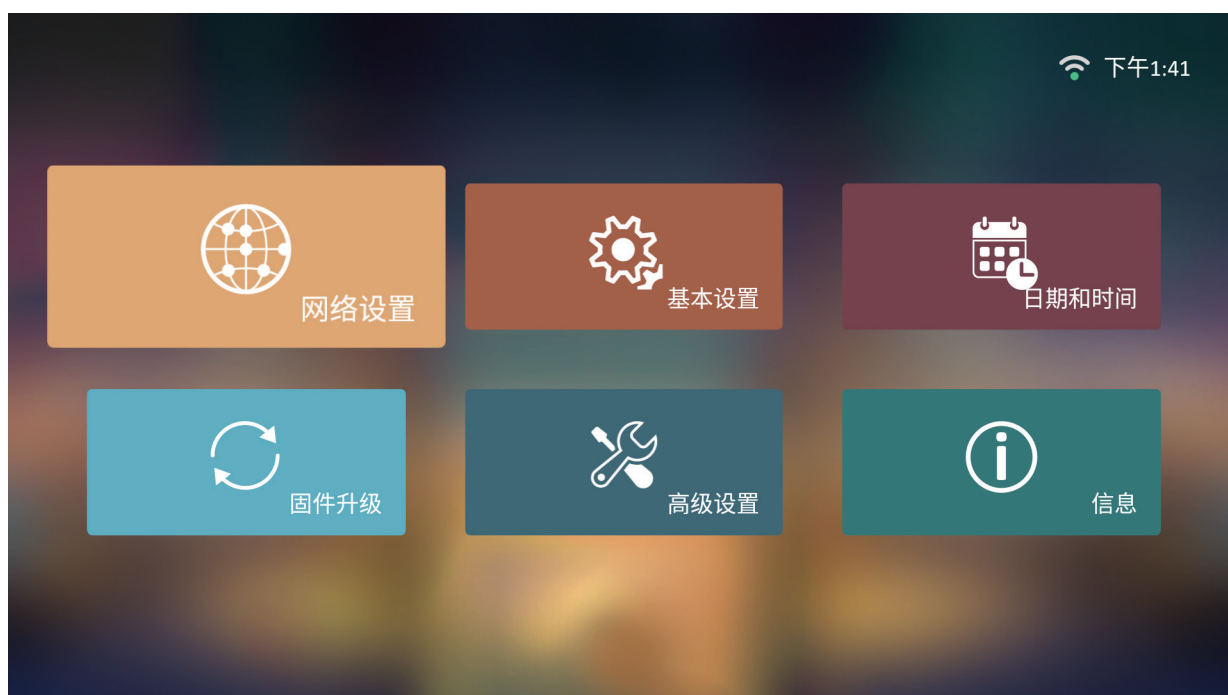 下午1:41
网络设置
基本设置
日期和时间
固件升级
高级设置
信息